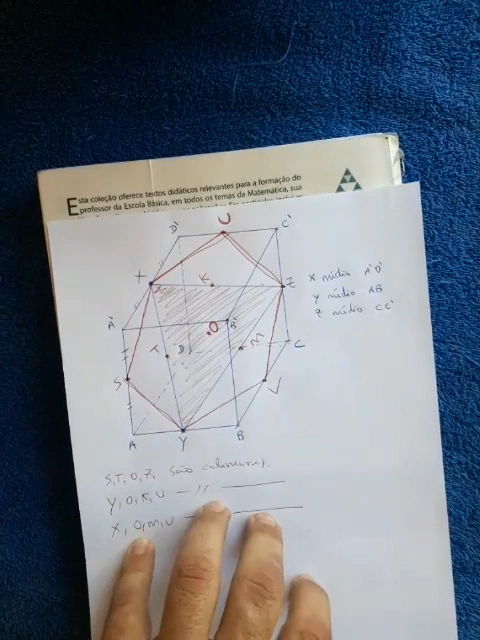 Esta coleção oferece textos didáticos relevantes para a formação do
professor da Escola Básica, em todos os temas da Matemática, sua
D' U C'
X K Z
A' O B'
T D M C
S V
A Y B
X médio A'D'
Y médio AB
Z médio CC'
S, T, O, Z, são colineares.
Y, O, K, U — " —
X, O, M, V —